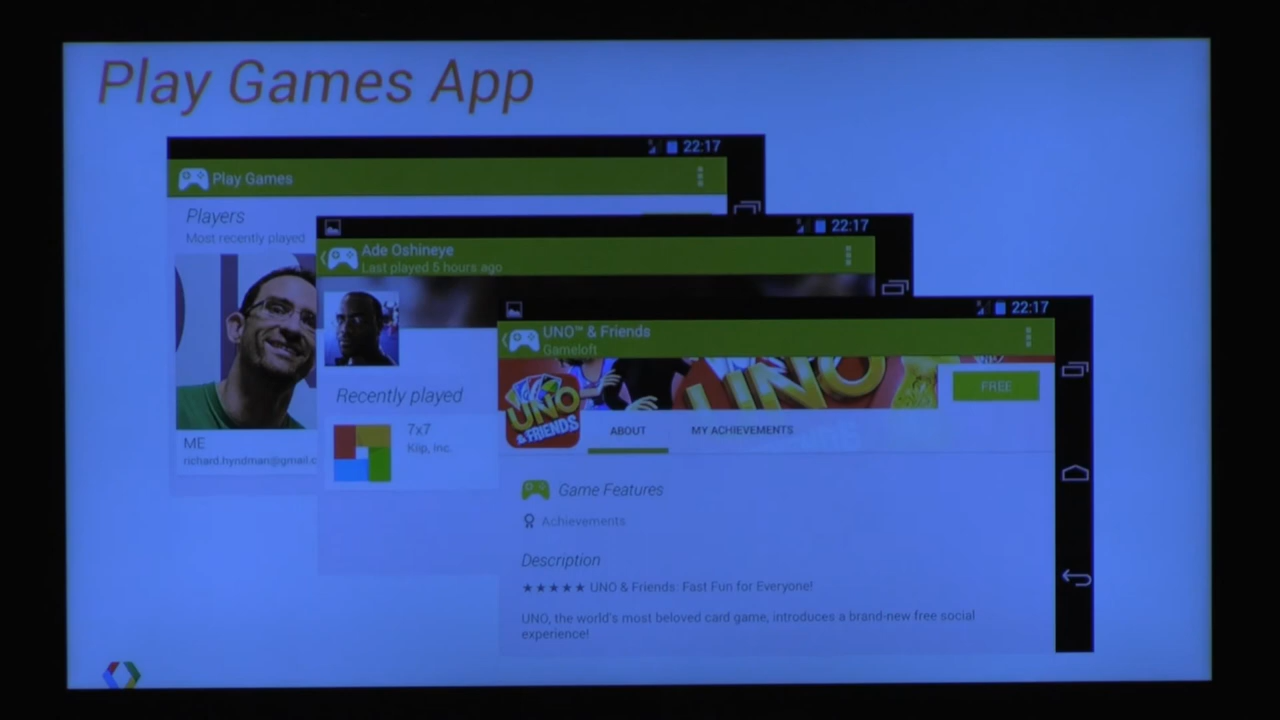 Play Games App
22:17
Play Games
Players
Most recently played
ME
richard.hyndman@gmail.c
22:17
Ade Oshineye
Last played 5 hours ago
Recently played
7x7
Kiip, Inc.
22:17
UNO™ & Friends
Gameloft
UNO
& FRIENDS
UNO
FREE
ABOUT
MY ACHIEVEMENTS
Game Features
Achievements
Description
★★★★★ UNO & Friends: Fast Fun for Everyone!
UNO, the world's most beloved card game, introduces a brand-new free social
experience!